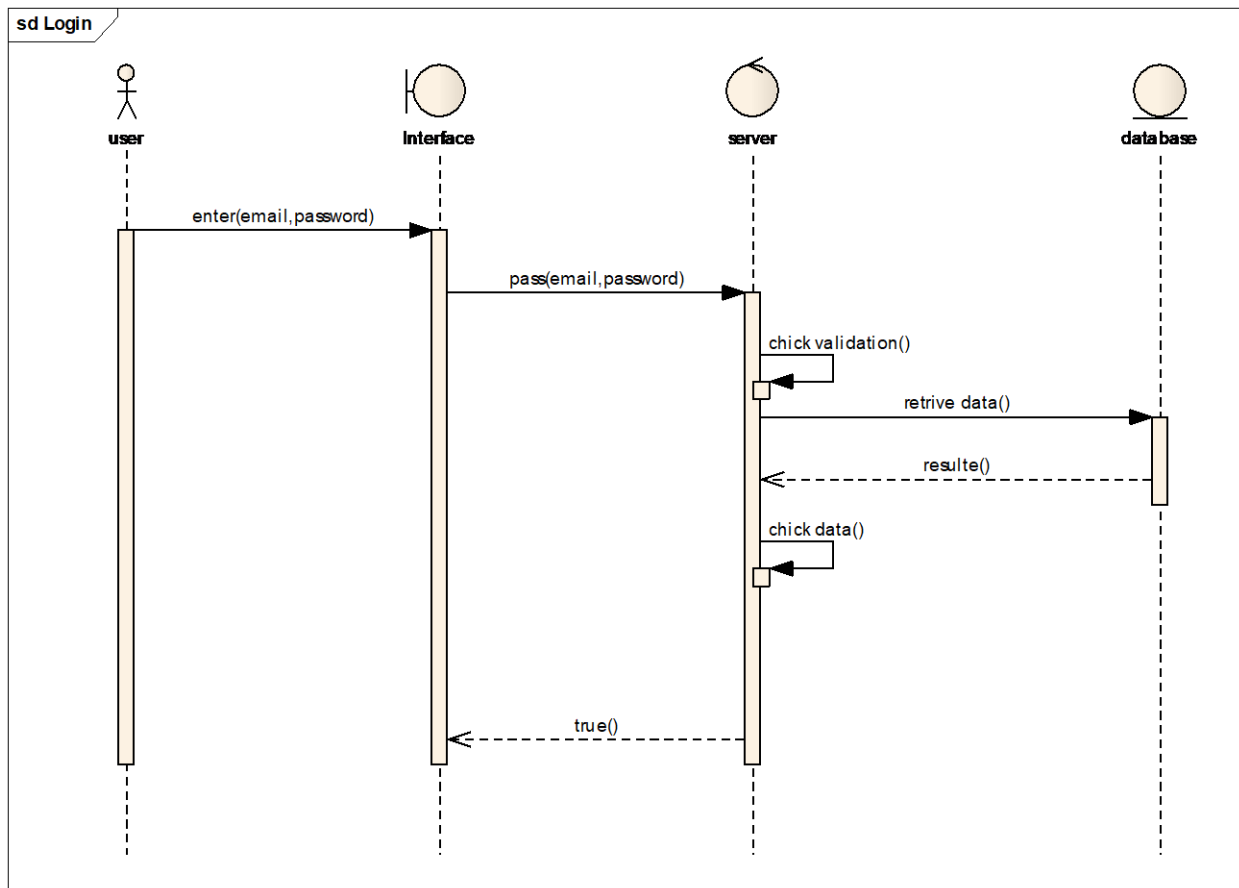 sd Login
user
Interface
server
database
enter(email,password)
pass(email,password)
chick validation()
retrive data()
resulte()
chick data()
true()